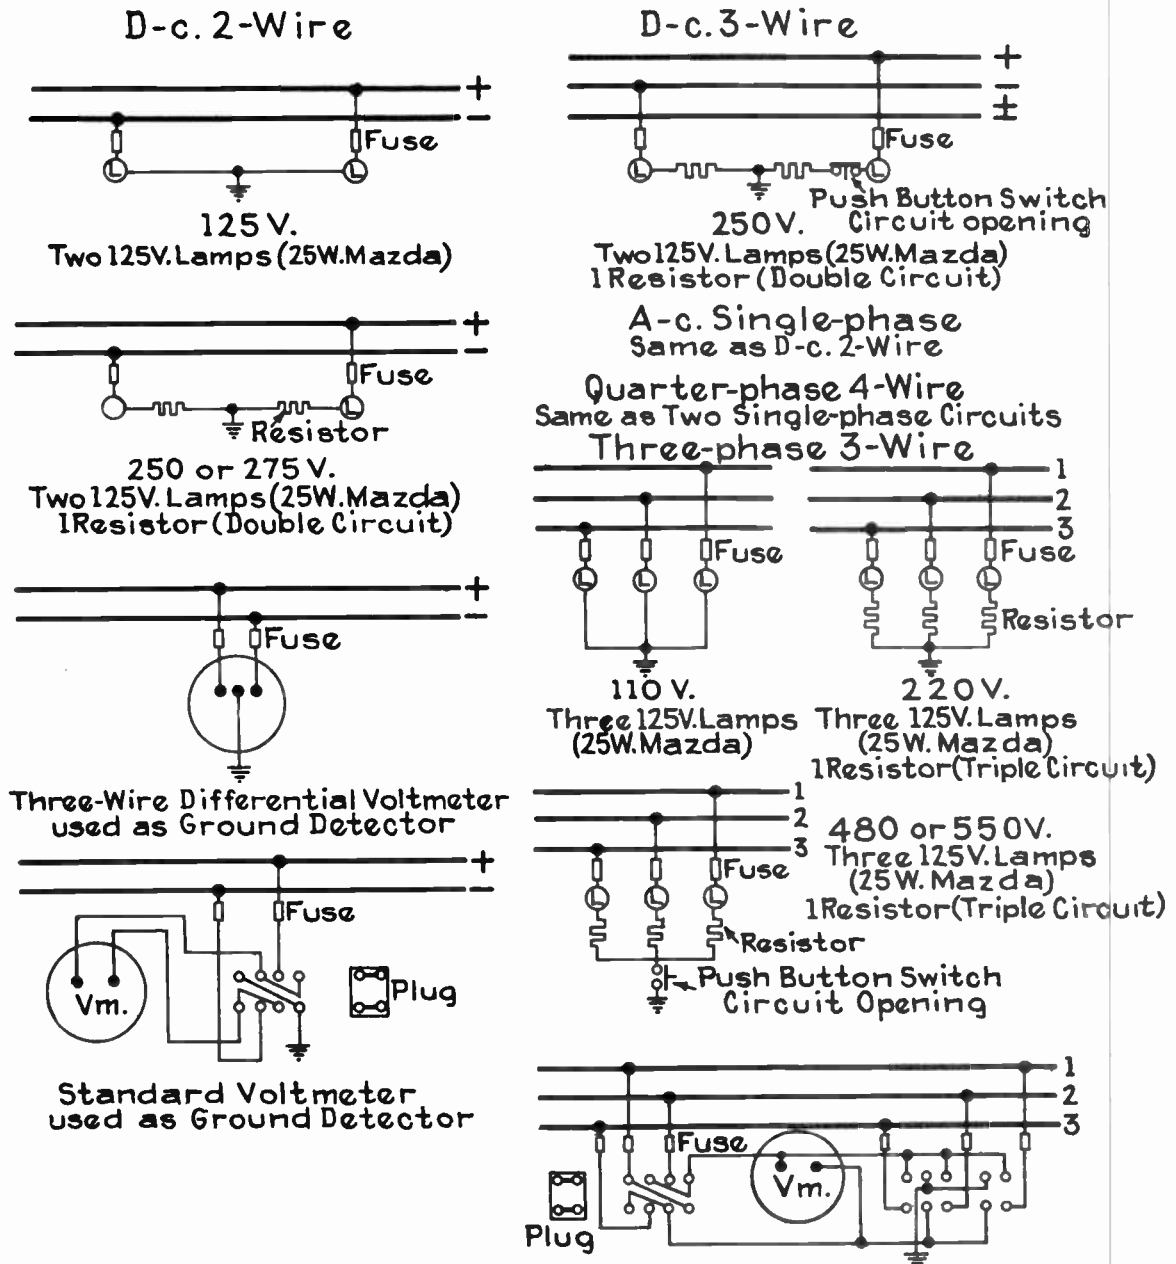 D-c. 2-Wire
+
-
Fuse
L
L
125V.
Two 125V. Lamps (25W. Mazda)
+
-
Fuse
L
Resistor
250 or 275 V.
Two 125V. Lamps (25W. Mazda)
1 Resistor (Double Circuit)
+
-
Fuse
Three-Wire Differential Voltmeter
used as Ground Detector
+
-
Fuse
Vm.
Plug
Standard Voltmeter
used as Ground Detector
D-c. 3-Wire
+
-
±
Fuse
L
L
Push Button Switch
Circuit opening
250V.
Two 125V. Lamps (25W. Mazda)
1 Resistor (Double Circuit)
A-c. Single-phase
Same as D-c. 2-Wire
Quarter-phase 4-Wire
Same as Two Single-phase Circuits
Three-phase 3-Wire
Fuse
L
L
L
110 V.
Three 125V. Lamps
(25W. Mazda)
1
2
3
Fuse
L
L
L
Resistor
220V.
Three 125V. Lamps
(25W. Mazda)
1 Resistor (Triple Circuit)
1
2
3
Fuse
L
L
L
Resistor
Push Button Switch
Circuit Opening
480 or 550V.
Three 125V. Lamps
(25W. Mazda)
1 Resistor (Triple Circuit)
1
2
3
Fuse
Vm.
Plug